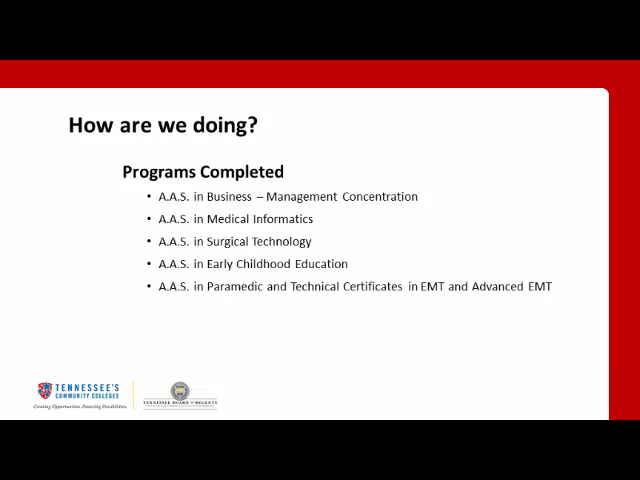 How are we doing?
Programs Completed
• A.A.S. in Business – Management Concentration
• A.A.S. in Medical Informatics
• A.A.S. in Surgical Technology
• A.A.S. in Early Childhood Education
• A.A.S. in Paramedic and Technical Certificates in EMT and Advanced EMT
TENNESSEE'S
COMMUNITY COLLEGES
Creating Opportunities. Powering Possibilities.
TENNESSEE BOARD OF REGENTS